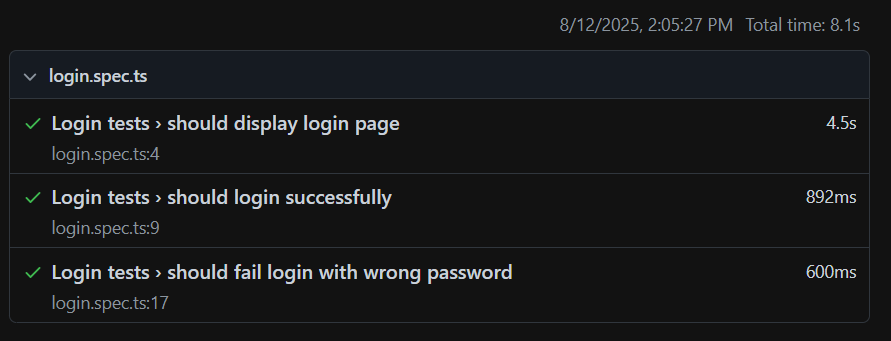 8/12/2025, 2:05:27 PM Total time: 8.1s
login.spec.ts
Login tests › should display login page 4.5s
login.spec.ts:4
Login tests › should login successfully 892ms
login.spec.ts:9
Login tests › should fail login with wrong password 600ms
login.spec.ts:17